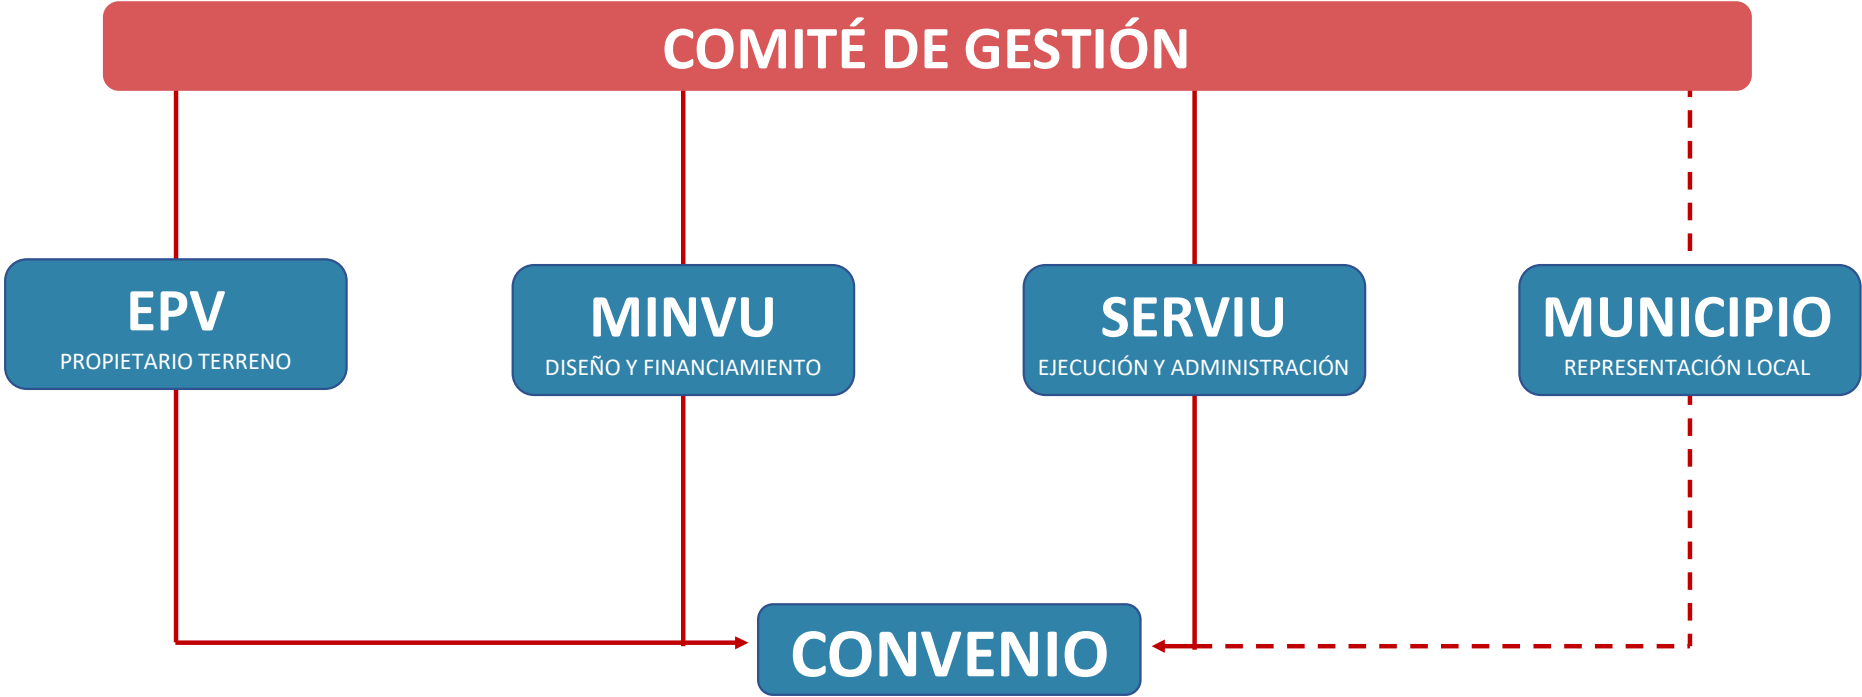 COMITÉ DE GESTIÓN
EPV
PROPIETARIO TERRENO
MINVU
DISEÑO Y FINANCIAMIENTO
SERVIU
EJECUCIÓN Y ADMINISTRACIÓN
MUNICIPIO
REPRESENTACIÓN LOCAL
CONVENIO